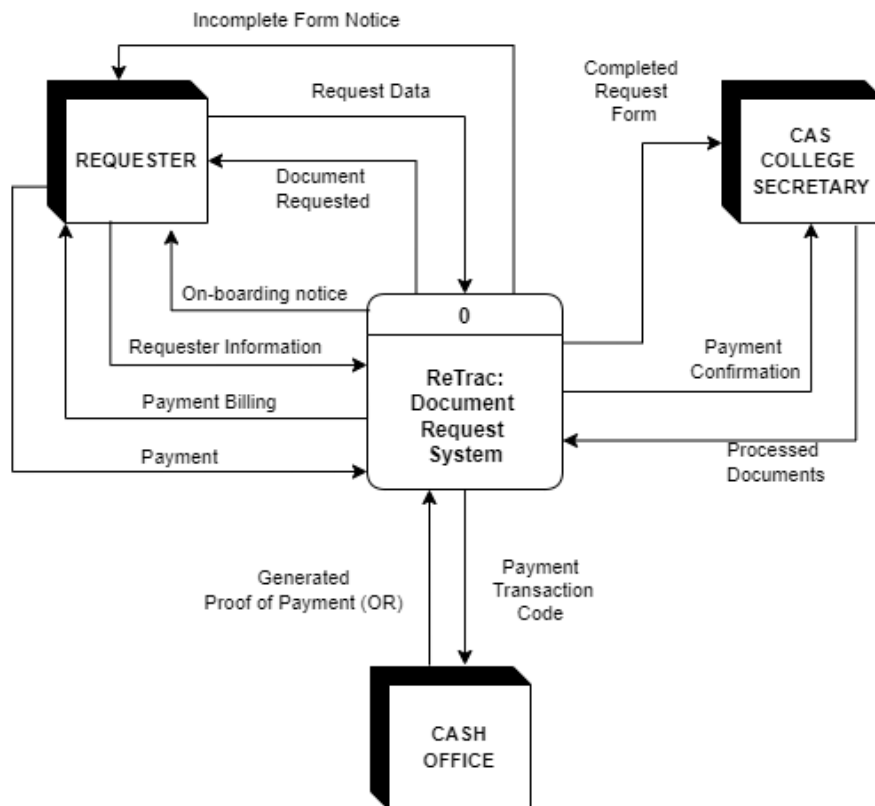 Incomplete Form Notice
Request Data
REQUESTER
Document
Requested
Completed
Request
Form
CAS
COLLEGE
SECRETARY
On-boarding notice
0
Requester Information
Payment
Confirmation
ReTrac:
Document
Request
System
Payment Billing
Payment
Processed
Documents
Generated
Proof of Payment (OR)
Payment
Transaction
Code
CASH
OFFICE